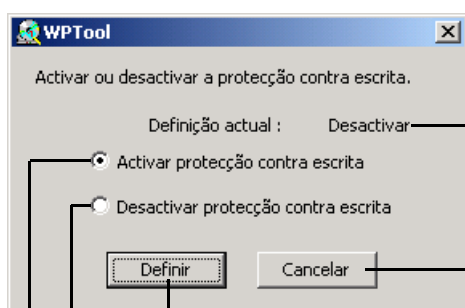 WPTool
Activar ou desactivar a protecção contra escrita.
Definição actual : Desactivar
Activar protecção contra escrita
Desactivar protecção contra escrita
Definir Cancelar